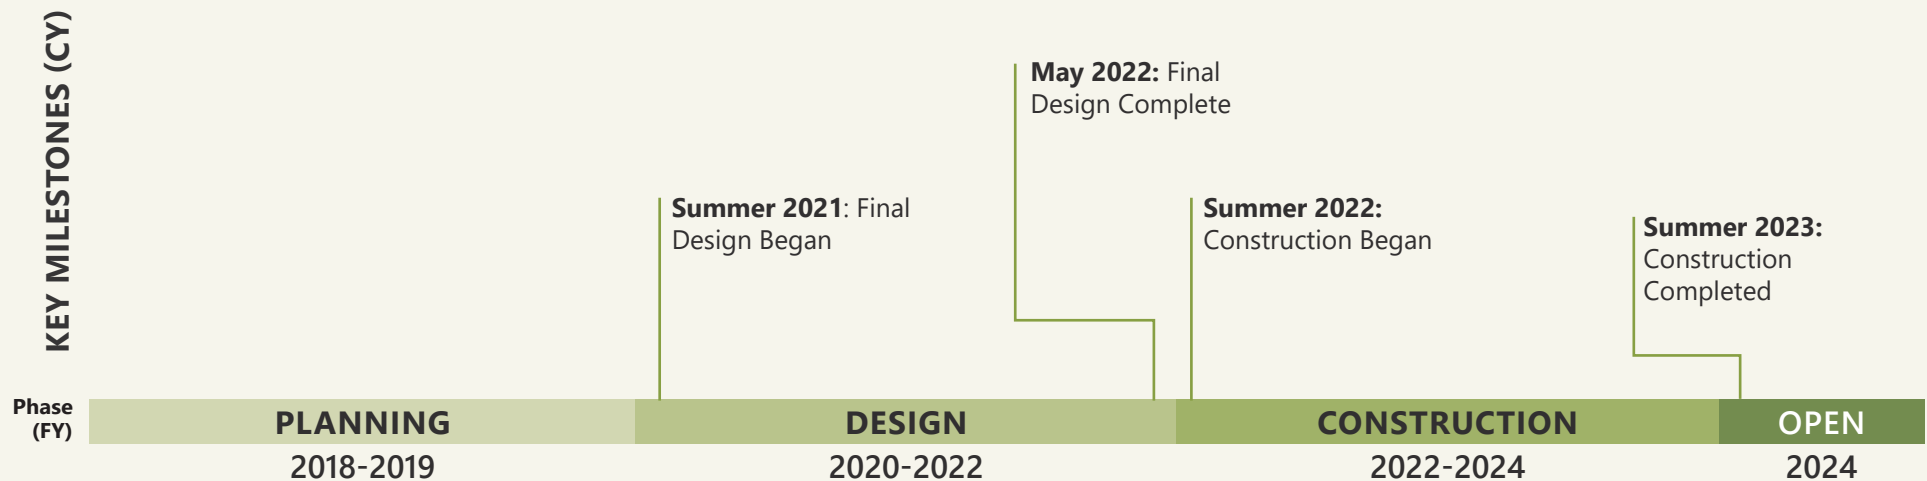 KEY MILESTONES (CY)
May 2022: Final
Design Complete
Summer 2021: Final
Design Began
Summer 2022:
Construction Began
Summer 2023:
Construction
Completed
Phase
(FY)
PLANNING
DESIGN
CONSTRUCTION
OPEN
2018-2019
2020-2022
2022-2024
2024